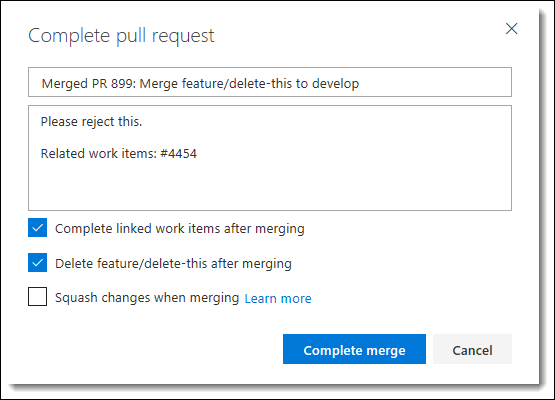 Complete pull request
Merged PR 899: Merge feature/delete-this to develop
Please reject this.
Related work items: #4454
Complete linked work items after merging
Delete feature/delete-this after merging
Squash changes when merging Learn more
Complete merge Cancel